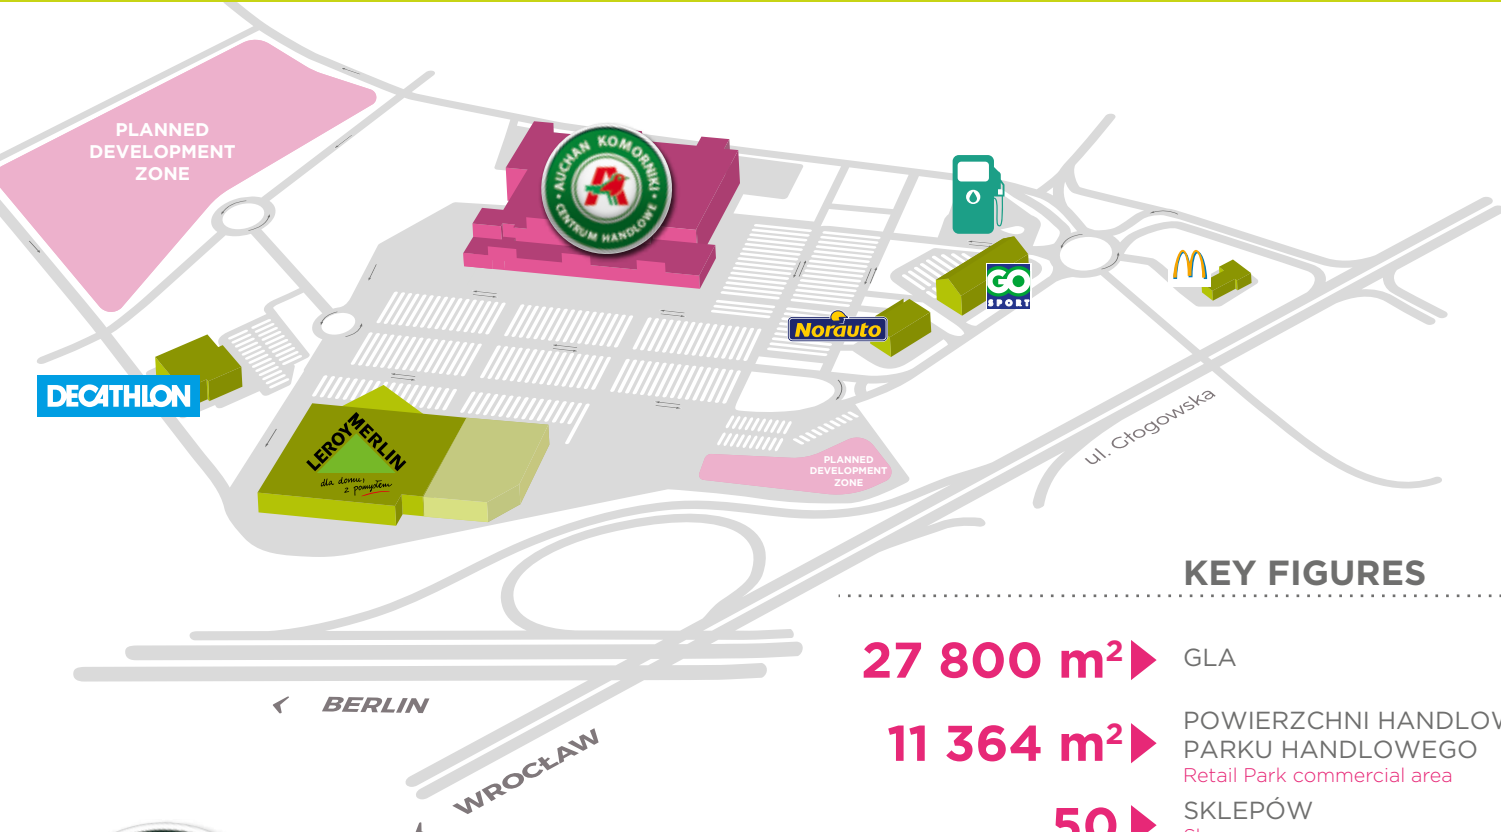 PLANNED
DEVELOPMENT
ZONE
AUCHAN KOMORNIKI
CENTRUM HANDLOWE
GO
SPORT
Norauto
DECATHLON
LEROY MERLIN
dla domu,
z pomysłem
PLANNED
DEVELOPMENT
ZONE
ul. Głogowska
BERLIN
WROCŁAW
KEY FIGURES
27 800 m² GLA
11 364 m² POWIERZCHNI HANDLOW
PARKU HANDLOWEGO
Retail Park commercial area
50 SKLEPÓW